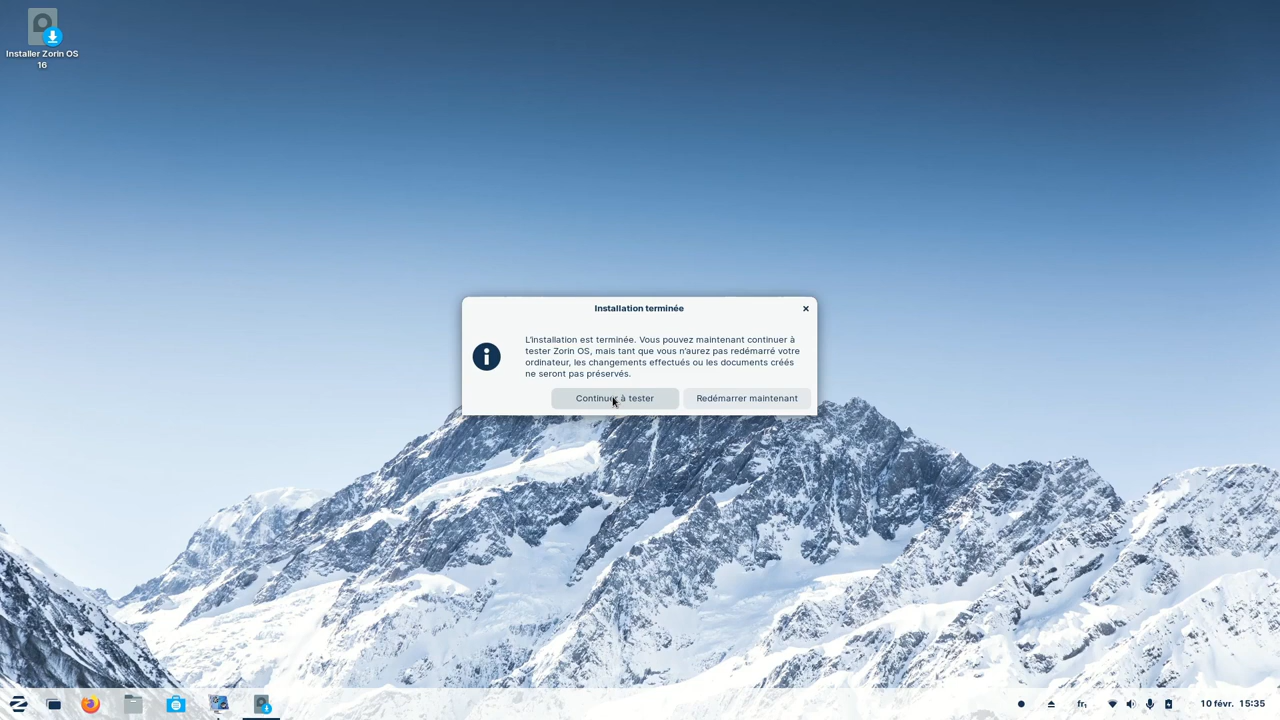 Installer Zorin OS
16
Installation terminée
L'installation est terminée. Vous pouvez maintenant continuer à
tester Zorin OS, mais tant que vous n'aurez pas redémarré votre
ordinateur, les changements effectués ou les documents créés
ne seront pas préservés.
Continuer à tester
Redémarrer maintenant
fr₁
10 févr. 15:35